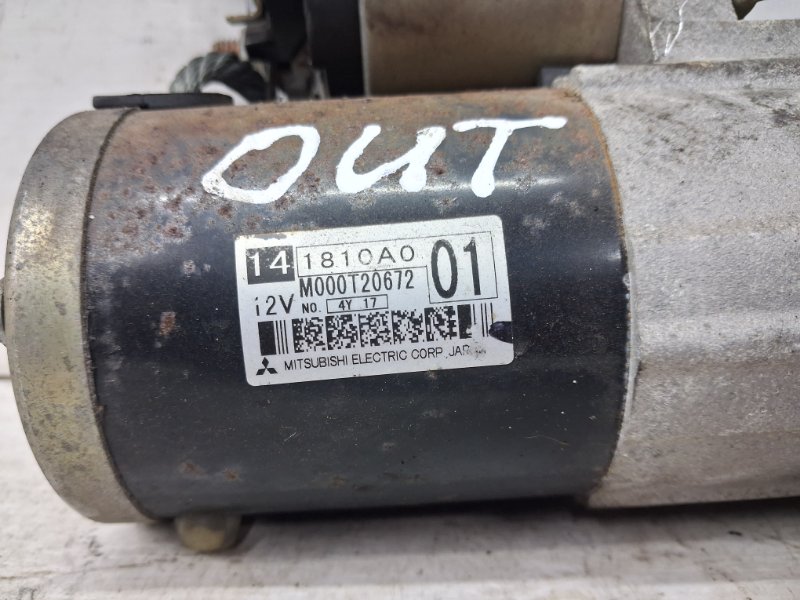 OUT
14 1810A0 01
M000T20672
12V NO. 4Y 17
MITSUBISHI ELECTRIC CORP. JAPAN